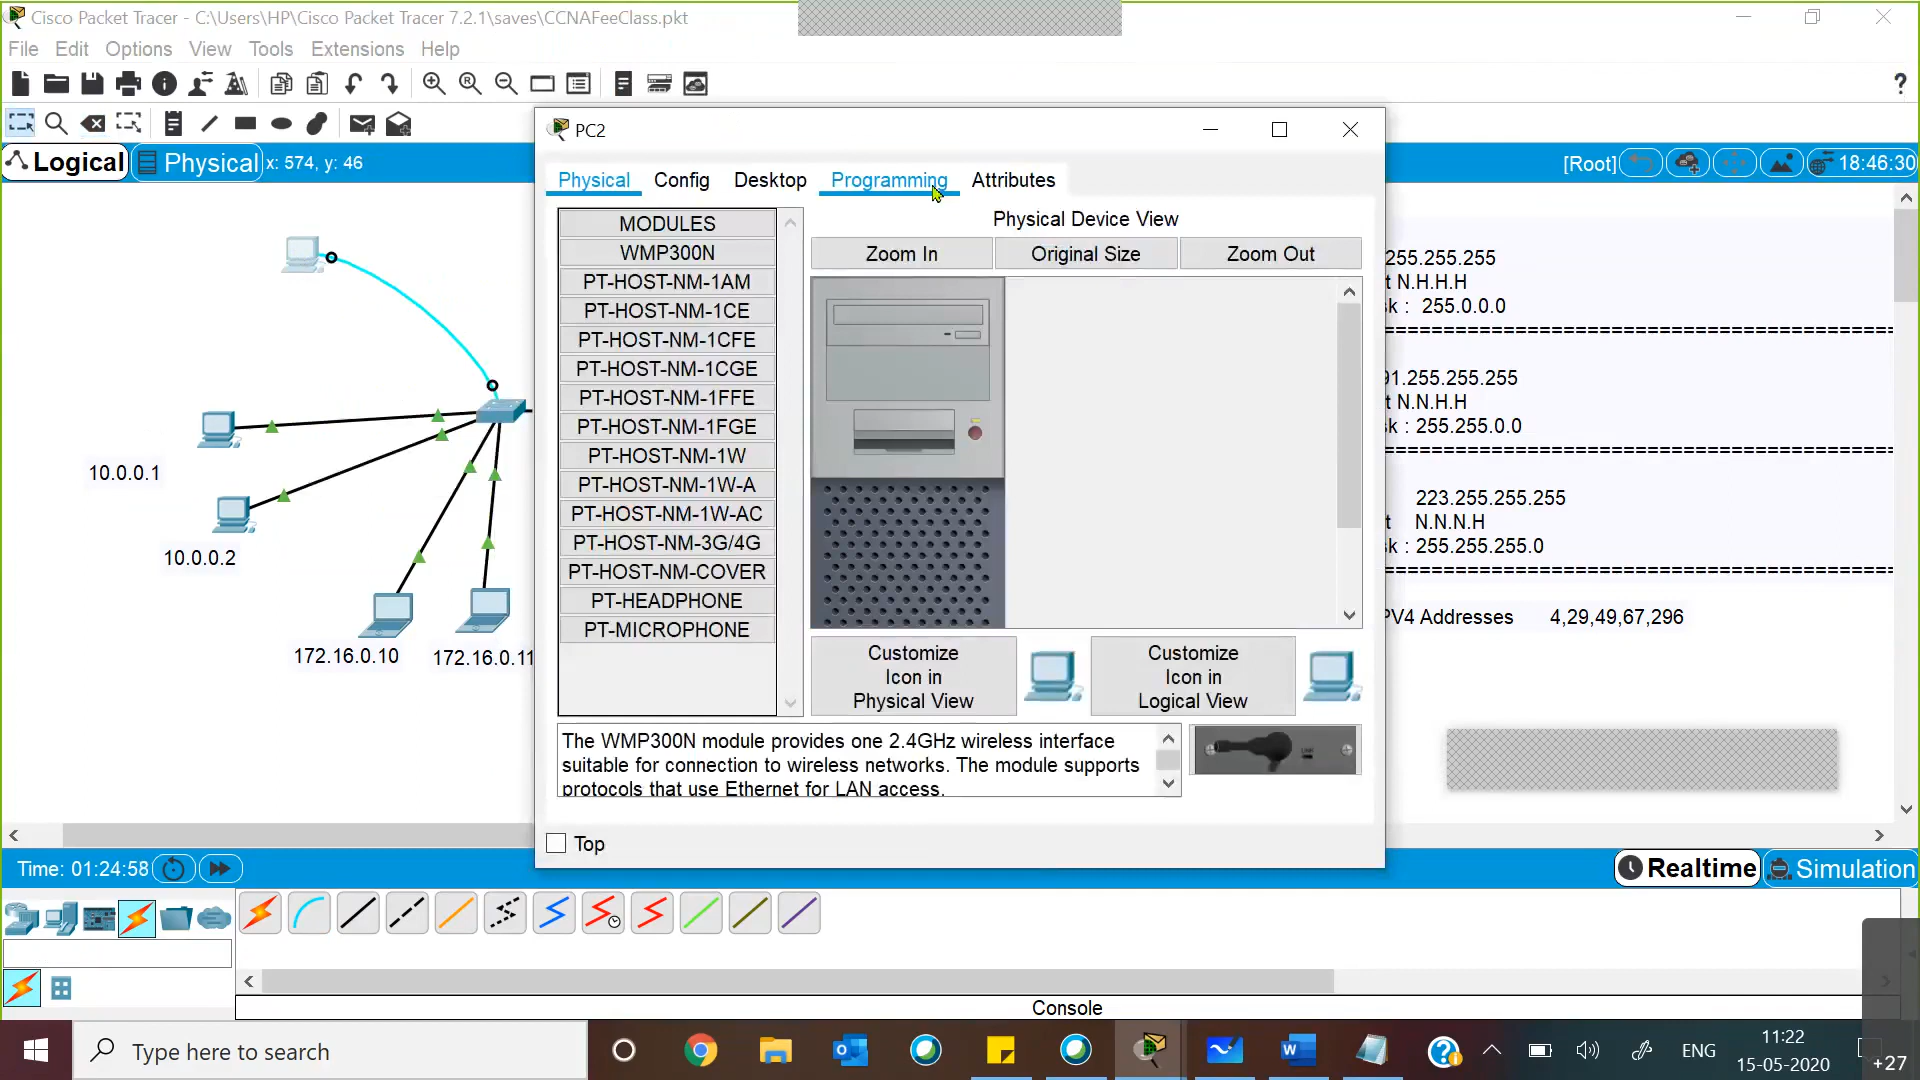 Cisco Packet Tracer - C:\Users\HP\Cisco Packet Tracer 7.2.1\saves\CCNAFeeClass.pkt
File Edit Options View Tools Extensions Help
?
PC2
Logical Physical x: 574, y: 46
[Root] 18:46:30
Physical Config Desktop Programming Attributes
MODULES
WMP300N
PT-HOST-NM-1AM
PT-HOST-NM-1CE
PT-HOST-NM-1CFE
PT-HOST-NM-1CGE
PT-HOST-NM-1FFE
PT-HOST-NM-1FGE
PT-HOST-NM-1W
PT-HOST-NM-1W-A
PT-HOST-NM-1W-AC
PT-HOST-NM-3G/4G
PT-HOST-NM-COVER
PT-HEADPHONE
PT-MICROPHONE
Physical Device View
Zoom In Original Size Zoom Out
Customize
Icon in
Physical View
Customize
Icon in
Logical View
The WMP300N module provides one 2.4GHz wireless interface
suitable for connection to wireless networks. The module supports
protocols that use Ethernet for LAN access.
Top
10.0.0.1
10.0.0.2
172.16.0.10 172.16.0.11
255.255.255
t N.H.H.H
k : 255.0.0.0
================================================
91.255.255.255
t N.N.H.H
k : 255.255.0.0
================================================
223.255.255.255
t N.N.N.H
k : 255.255.255.0
================================================
PV4 Addresses 4,29,49,67,296
Time: 01:24:58
Realtime Simulation
Console
Type here to search
ENG
11:22
15-05-2020
+27